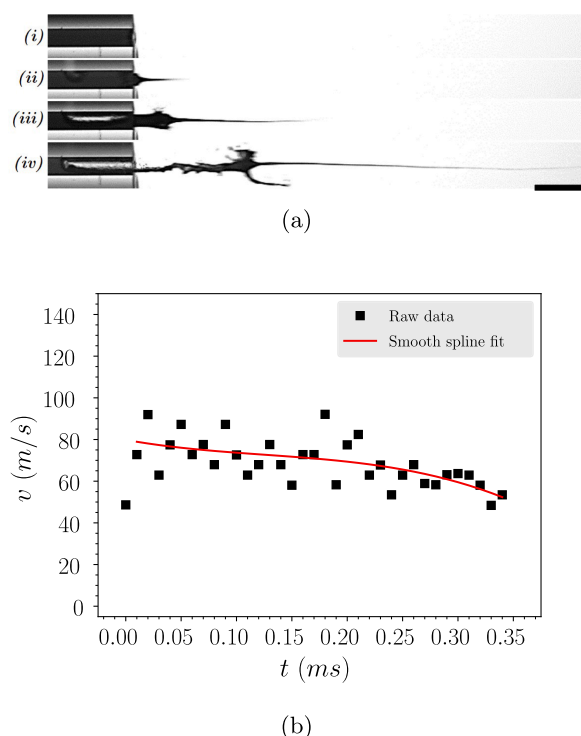 (i)
(ii)
(iii)
(iv)
(a)
140
120
100
80
60
40
20
0
v (m/s)
Raw data
Smooth spline fit
0.00 0.05 0.10 0.15 0.20 0.25 0.30 0.35
t (ms)
(b)